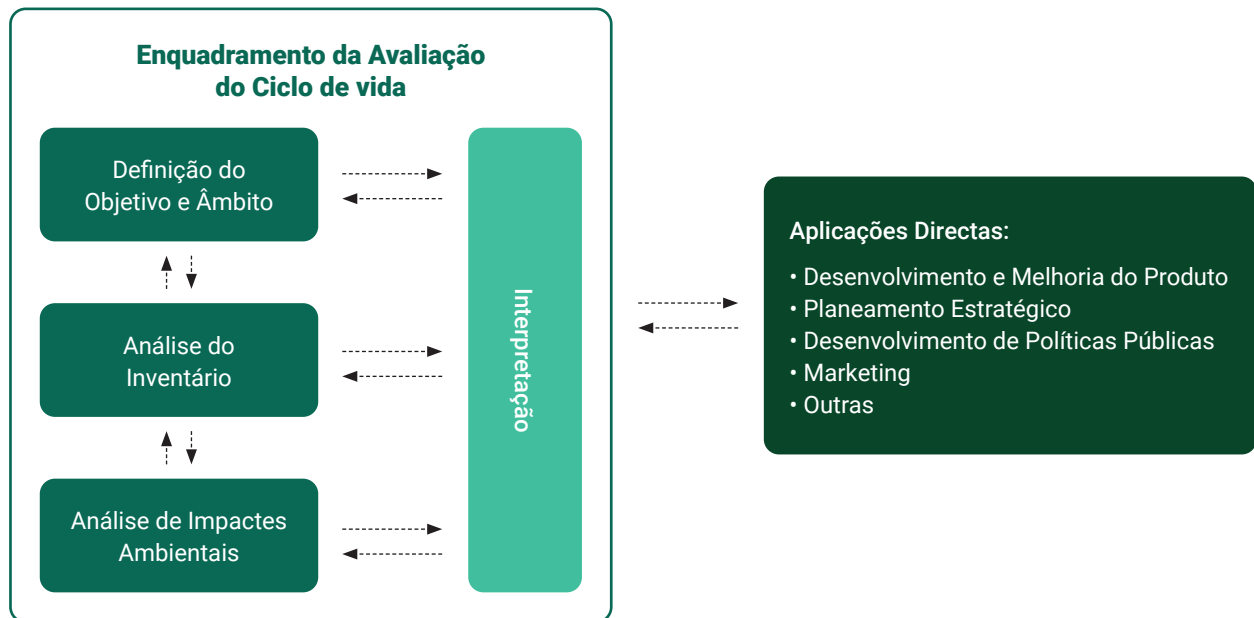 Enquadramento da Avaliação
do Ciclo de vida
Definição do
Objetivo e Âmbito
Análise do
Inventário
Análise de Impactes
Ambientais
Interpretação
Aplicações Directas:
• Desenvolvimento e Melhoria do Produto
• Planeamento Estratégico
• Desenvolvimento de Políticas Públicas
• Marketing
• Outras